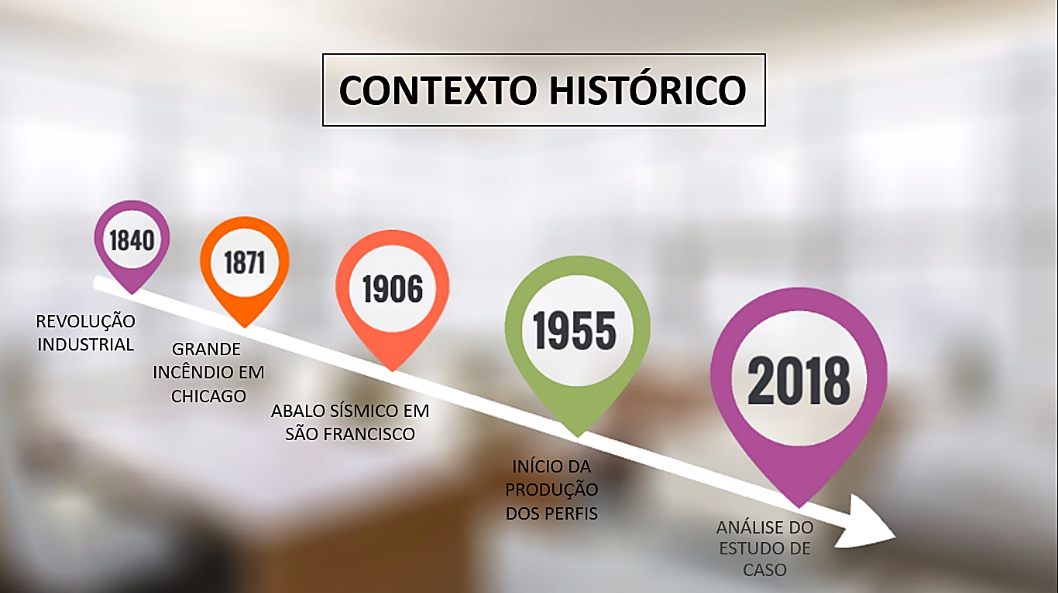 CONTEXTO HISTÓRICO
1840
REVOLUÇÃO
INDUSTRIAL
1871
GRANDE
INCÊNDIO EM
CHICAGO
1906
ABALO SÍSMICO EM
SÃO FRANCISCO
1955
INÍCIO DA
PRODUÇÃO
DOS PERFIS
2018
ANÁLISE DO
ESTUDO DE
CASO